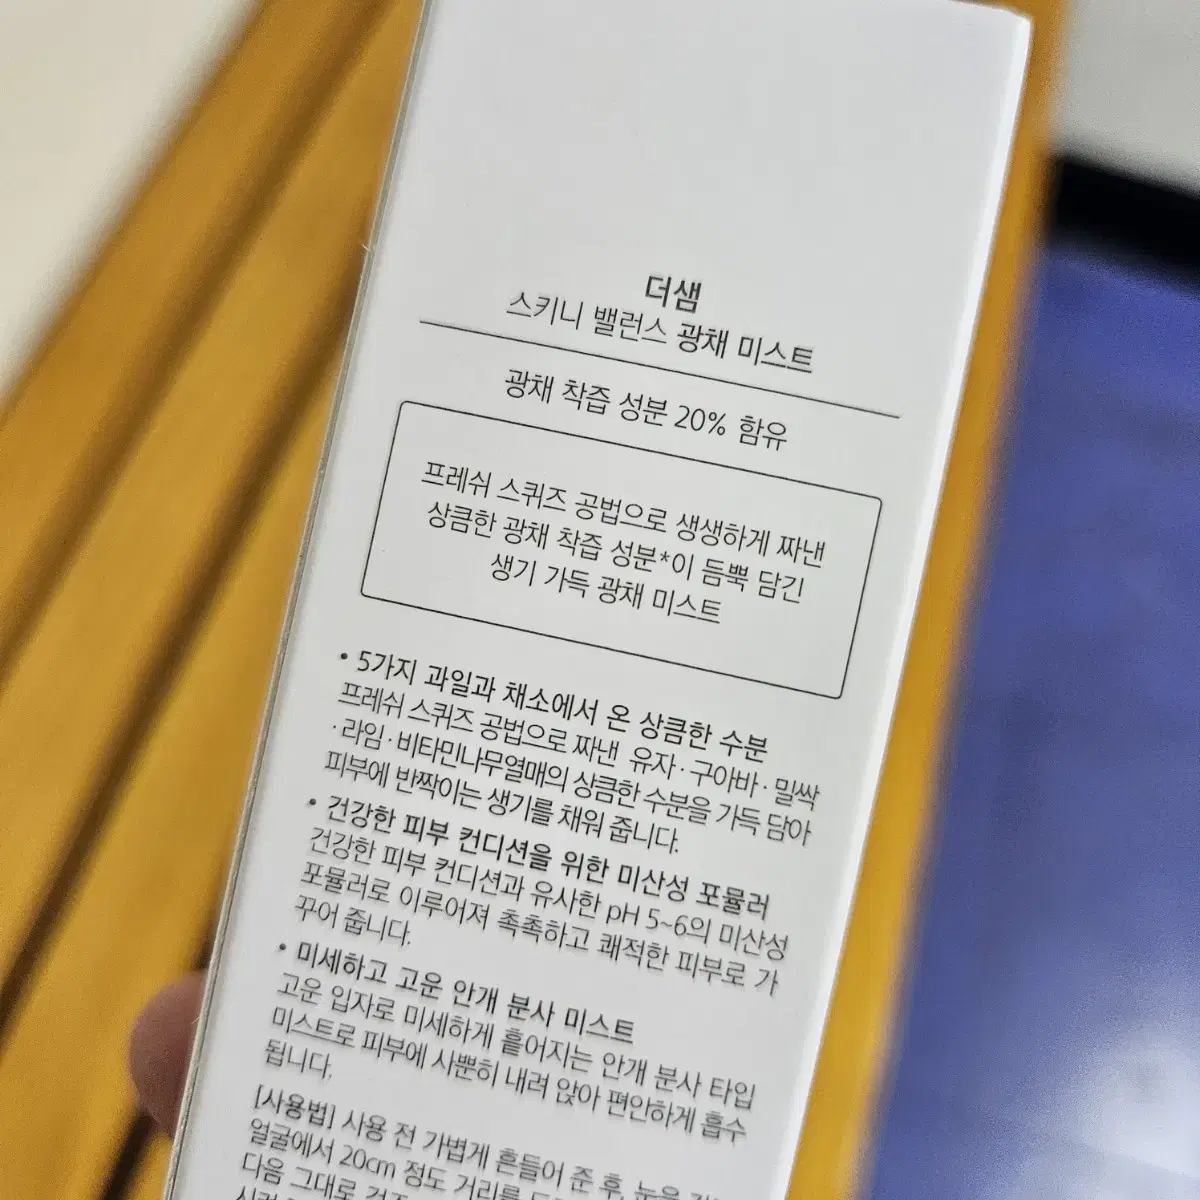 더샘
스키니 밸런스 광채 미스트
광채 착즙 성분 20% 함유
프레쉬 스퀴즈 공법으로 생생하게 짜낸
상큼한 광채 착즙 성분*이 듬뿍 담긴
생기 가득 광채 미스트
• 5가지 과일과 채소에서 온 상큼한 수분
프레쉬 스퀴즈 공법으로 짜낸 유자·구아바·밀싹
·라임·비타민나무열매의 상큼한 수분을 가득 담아
피부에 반짝이는 생기를 채워 줍니다.
• 건강한 피부 컨디션을 위한 미산성 포뮬러
건강한 피부 컨디션과 유사한 pH 5~6의 미산성
포뮬러로 이루어져 촉촉하고 쾌적한 피부로 가
꾸어 줍니다.
• 미세하고 고운 안개 분사 미스트
고운 입자로 미세하게 흩어지는 안개 분사 타입
미스트로 피부에 사뿐히 내려 앉아 편안하게 흡수
됩니다.
[사용법] 사용 전 가볍게 흔들어 준 후, 눈을
얼굴에서 20cm 정도 거리를
다음 그대로